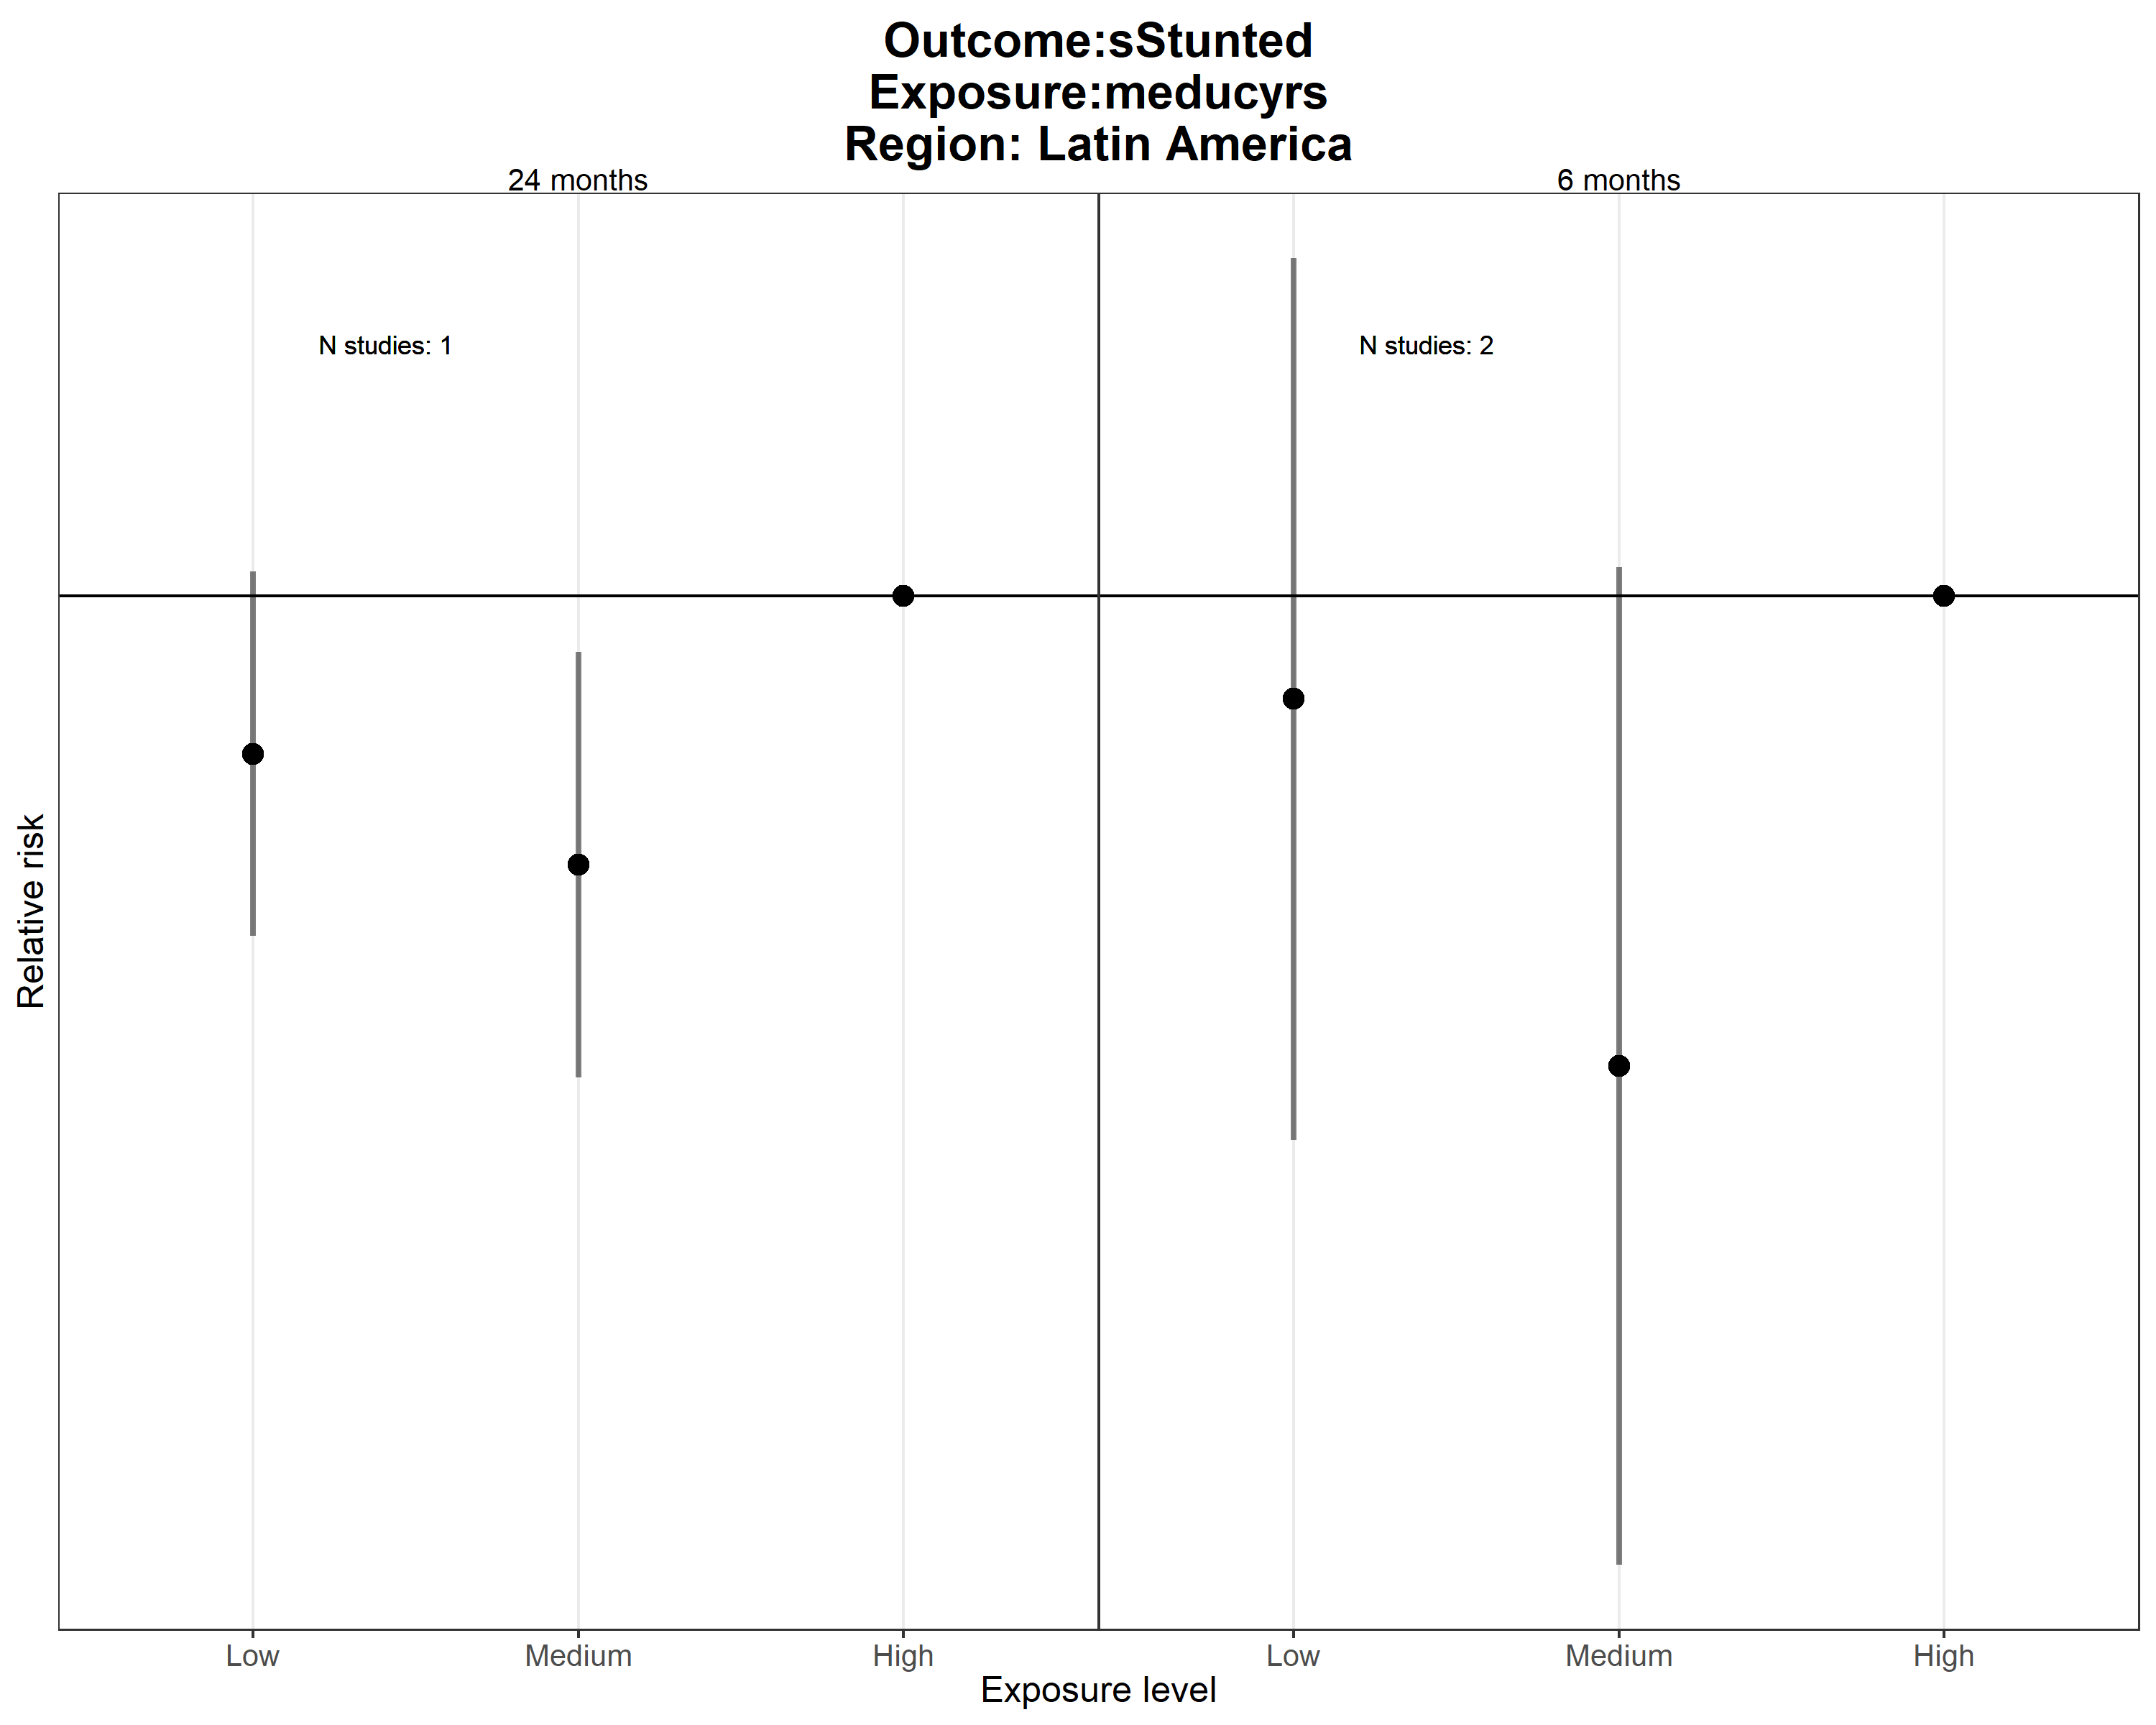 Outcome:sStunted
Exposure:meducyrs
Region: Latin America
24 months
6 months
N studies: 1
N studies: 2
Relative risk
Low
Medium
High
Low
Medium
High
Exposure level